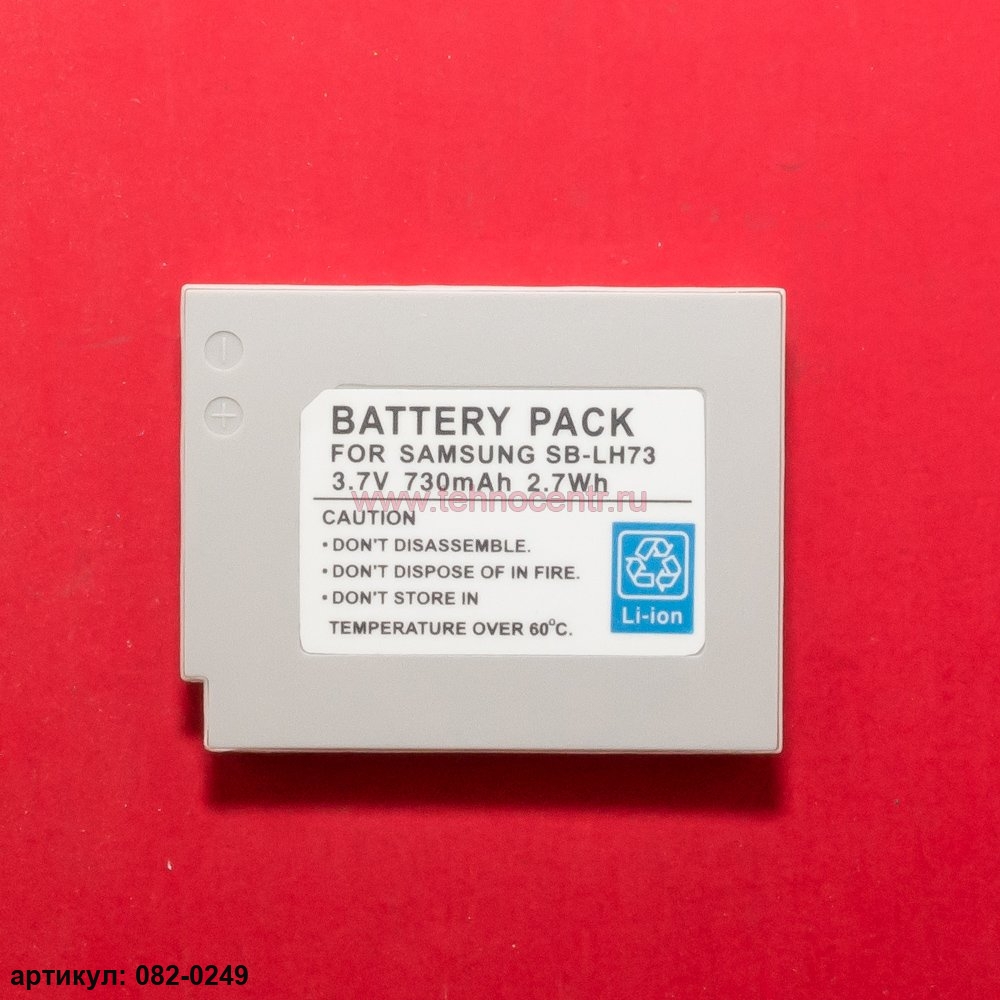 BATTERY PACK
FOR SAMSUNG SB-LH73
3.7V 730mAh 2.7Wh
www.tehnocentr.ru
CAUTION
• DON'T DISASSEMBLE.
• DON'T DISPOSE OF IN FIRE.
• DON'T STORE IN
TEMPERATURE OVER 60°C.
Li-ion
артикул: 082-0249